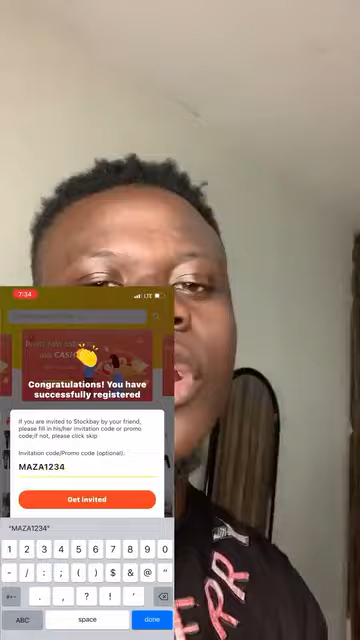 7:34
LTE
Congratulations! You have
successfully registered
If you are invited to Stockbay by your friend,
please fill in his/her invitation code or promo
code,if not, please click skip
Invitation code/Promo code (optional):
MAZA1234
Get invited
"MAZA1234"
1 2 3 4 5 6 7 8 9 0
- / : ; ( ) $ & @ "
#+= . , ? ! '
ABC space done